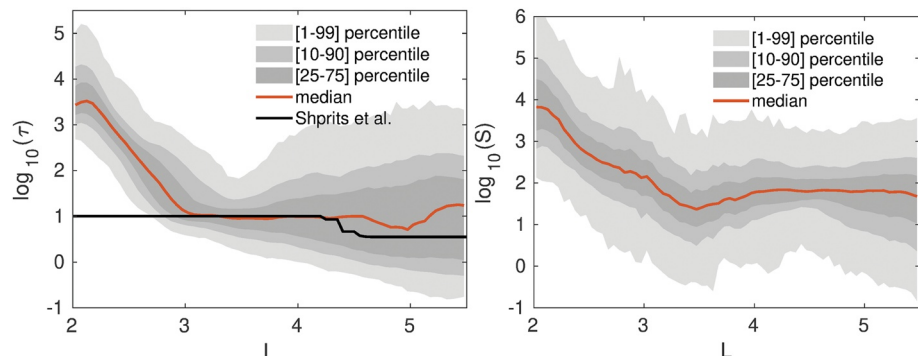 [1-99] percentile
[10-90] percentile
[25-75] percentile
median
Shprits et al.
log10(τ)
5
4
3
2
1
0
-1
2 3 4 5
L
[1-99] percentile
[10-90] percentile
[25-75] percentile
median
log10(S)
6
5
4
3
2
1
0
-1
2 3 4 5
L